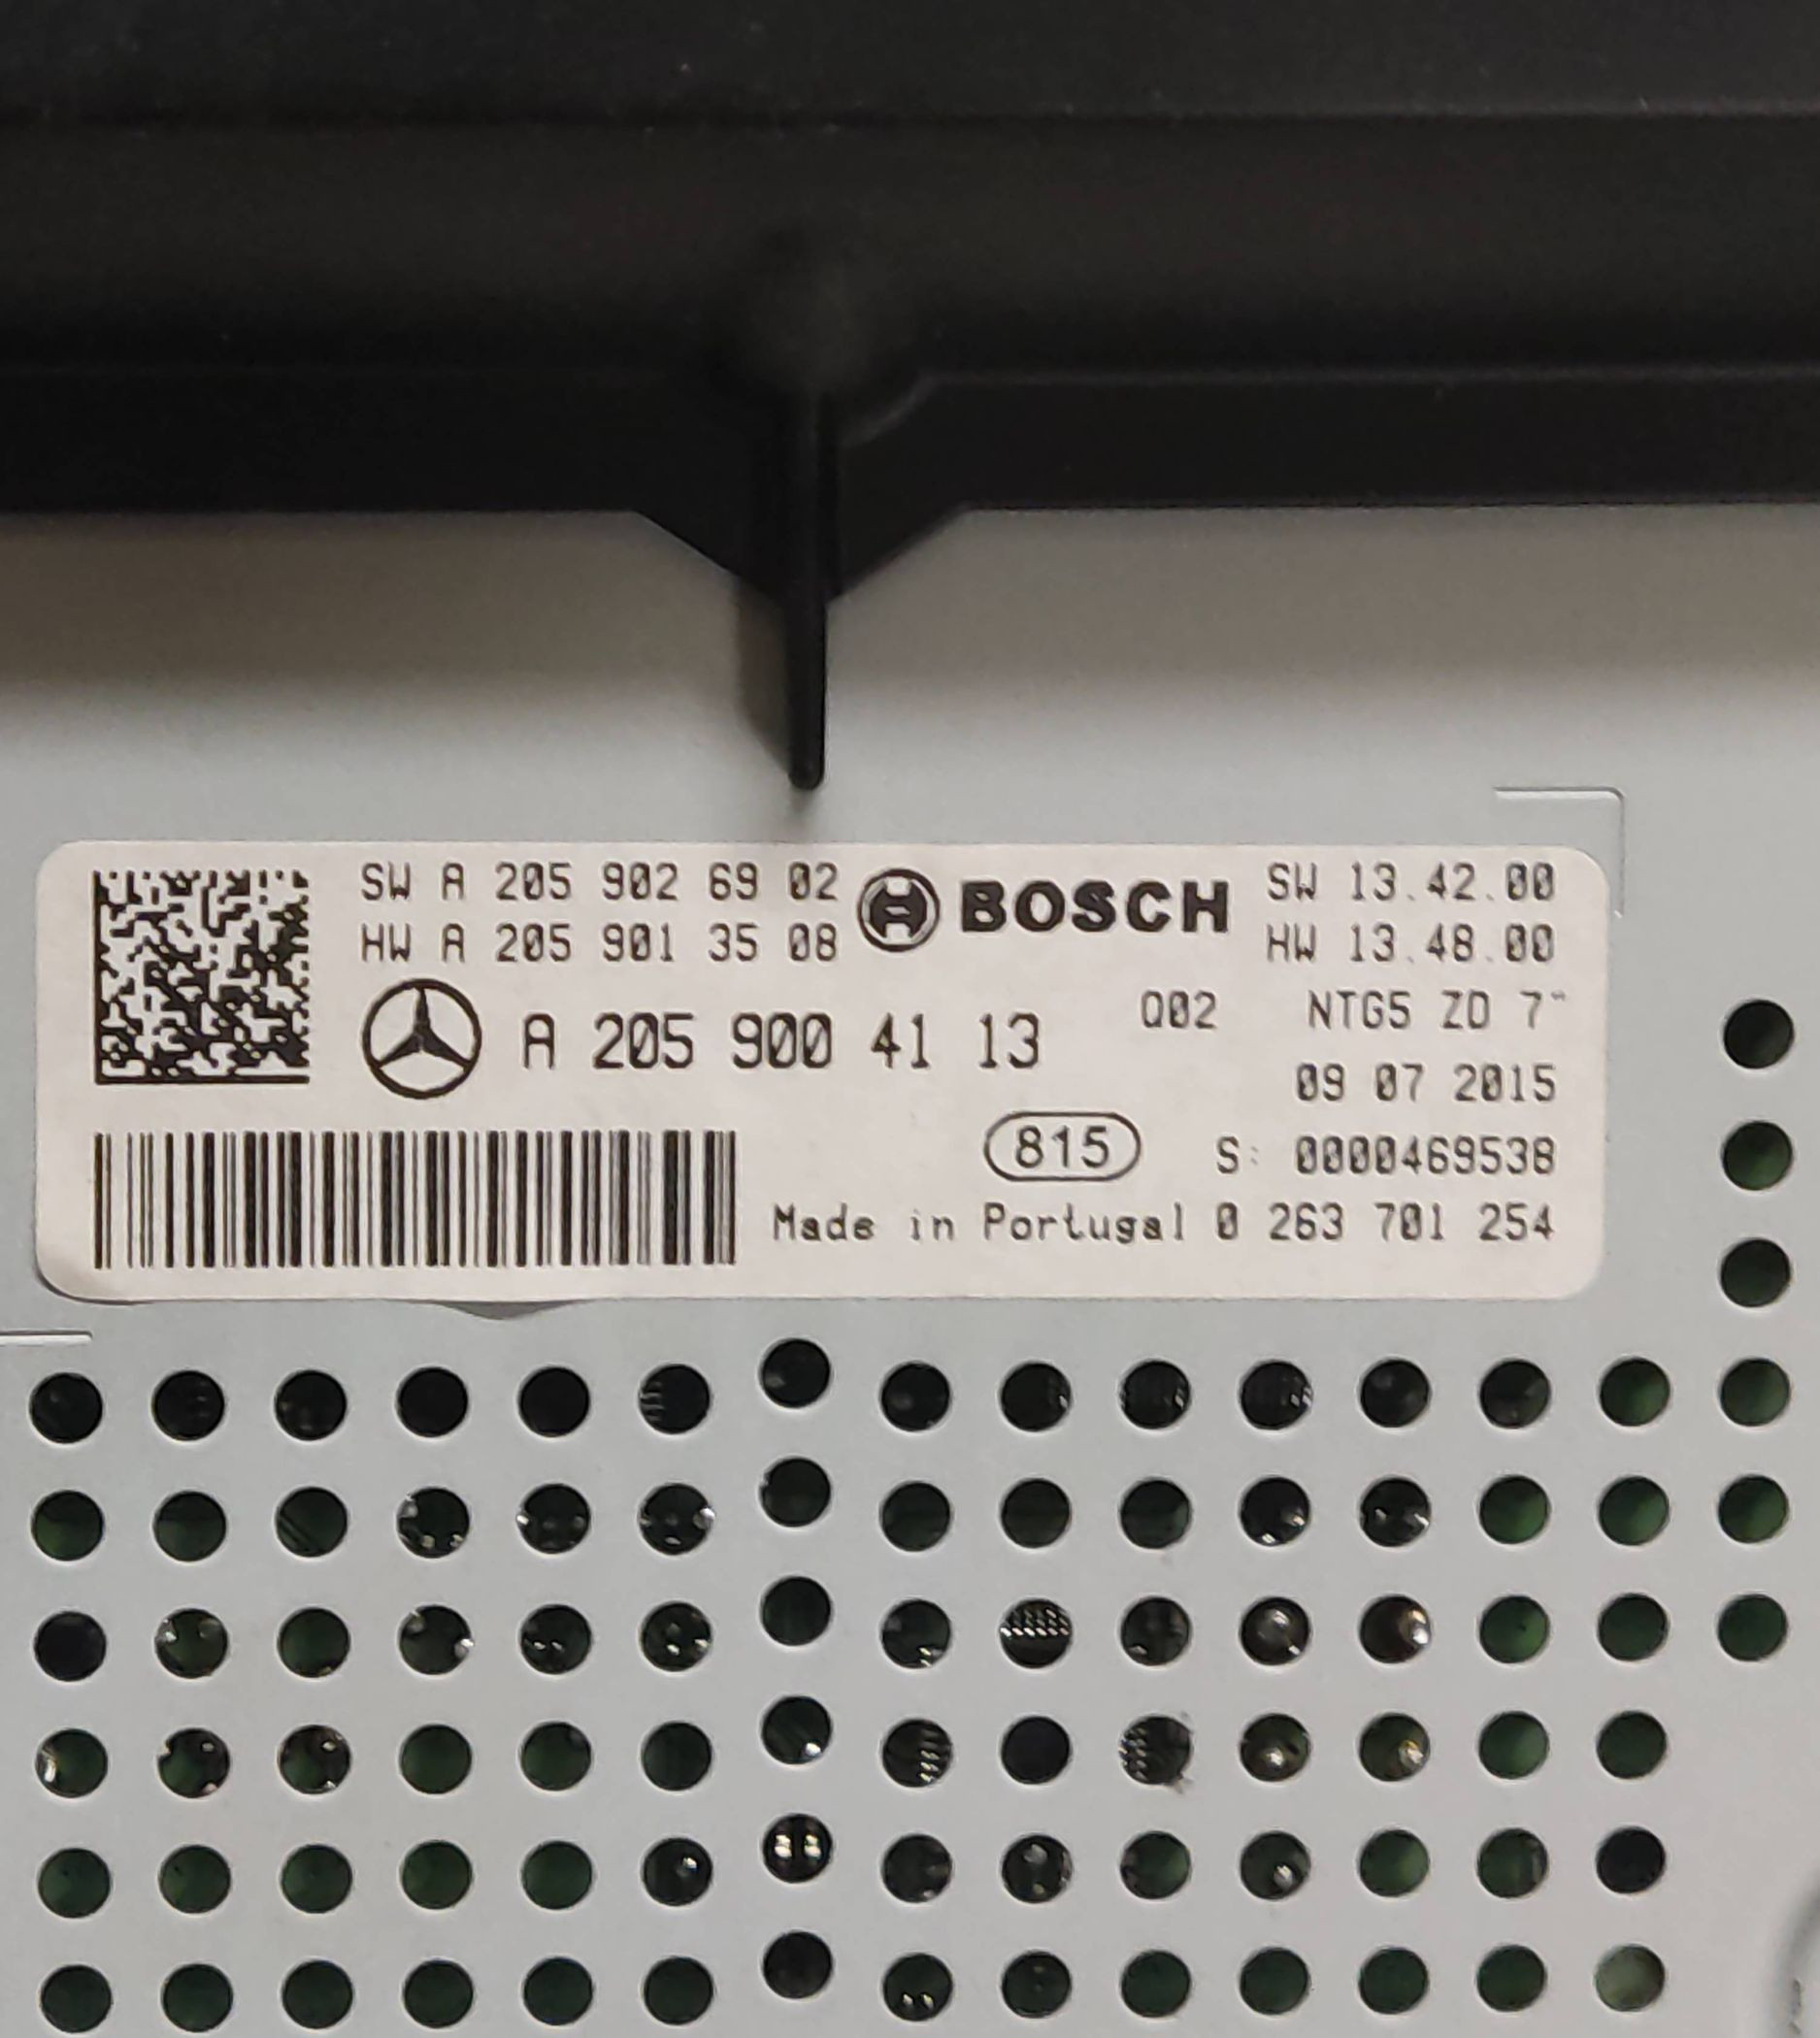 SW A 205 902 69 02
HW A 205 901 35 08
BOSCH
SW 13.42.00
HW 13.48.00
A 205 900 41 13
Q02 NTG5 ZD 7"
09 07 2015
815
S: 0000469538
Made in Portugal 0 263 701 254